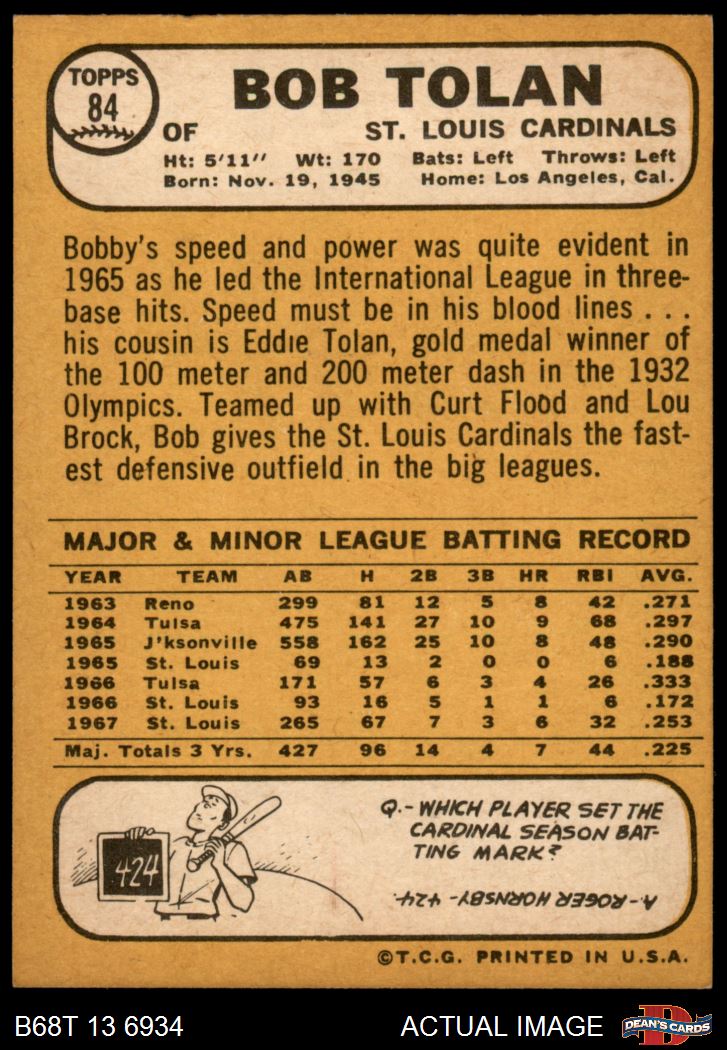 TOPPS
84
BOB TOLAN
OF ST. LOUIS CARDINALS
Ht: 5'11" Wt: 170 Bats: Left Throws: Left
Born: Nov. 19, 1945 Home: Los Angeles, Cal.
Bobby's speed and power was quite evident in
1965 as he led the International League in three-
base hits. Speed must be in his blood lines . . .
his cousin is Eddie Tolan, gold medal winner of
the 100 meter and 200 meter dash in the 1932
Olympics. Teamed up with Curt Flood and Lou
Brock, Bob gives the St. Louis Cardinals the fast-
est defensive outfield in the big leagues.
MAJOR & MINOR LEAGUE BATTING RECORD
YEAR TEAM AB H 2B 3B HR RBI AVG.
1963 Reno 299 81 12 5 8 42 .271
1964 Tulsa 475 141 27 10 9 68 .297
1965 J'ksonville 558 162 25 10 8 48 .290
1965 St. Louis 69 13 2 0 0 6 .188
1966 Tulsa 171 57 6 3 4 26 .333
1966 St. Louis 93 16 5 1 1 6 .172
1967 St. Louis 265 67 7 3 6 32 .253
Maj. Totals 3 Yrs. 427 96 14 4 7 44 .225
424
Q.- WHICH PLAYER SET THE
CARDINAL SEASON BAT-
TING MARK?
A- ROGER HORNSBY - 424.
©T.C.G. PRINTED IN U.S.A.
B68T 13 6934 ACTUAL IMAGE
D
DEAN'S CARDS